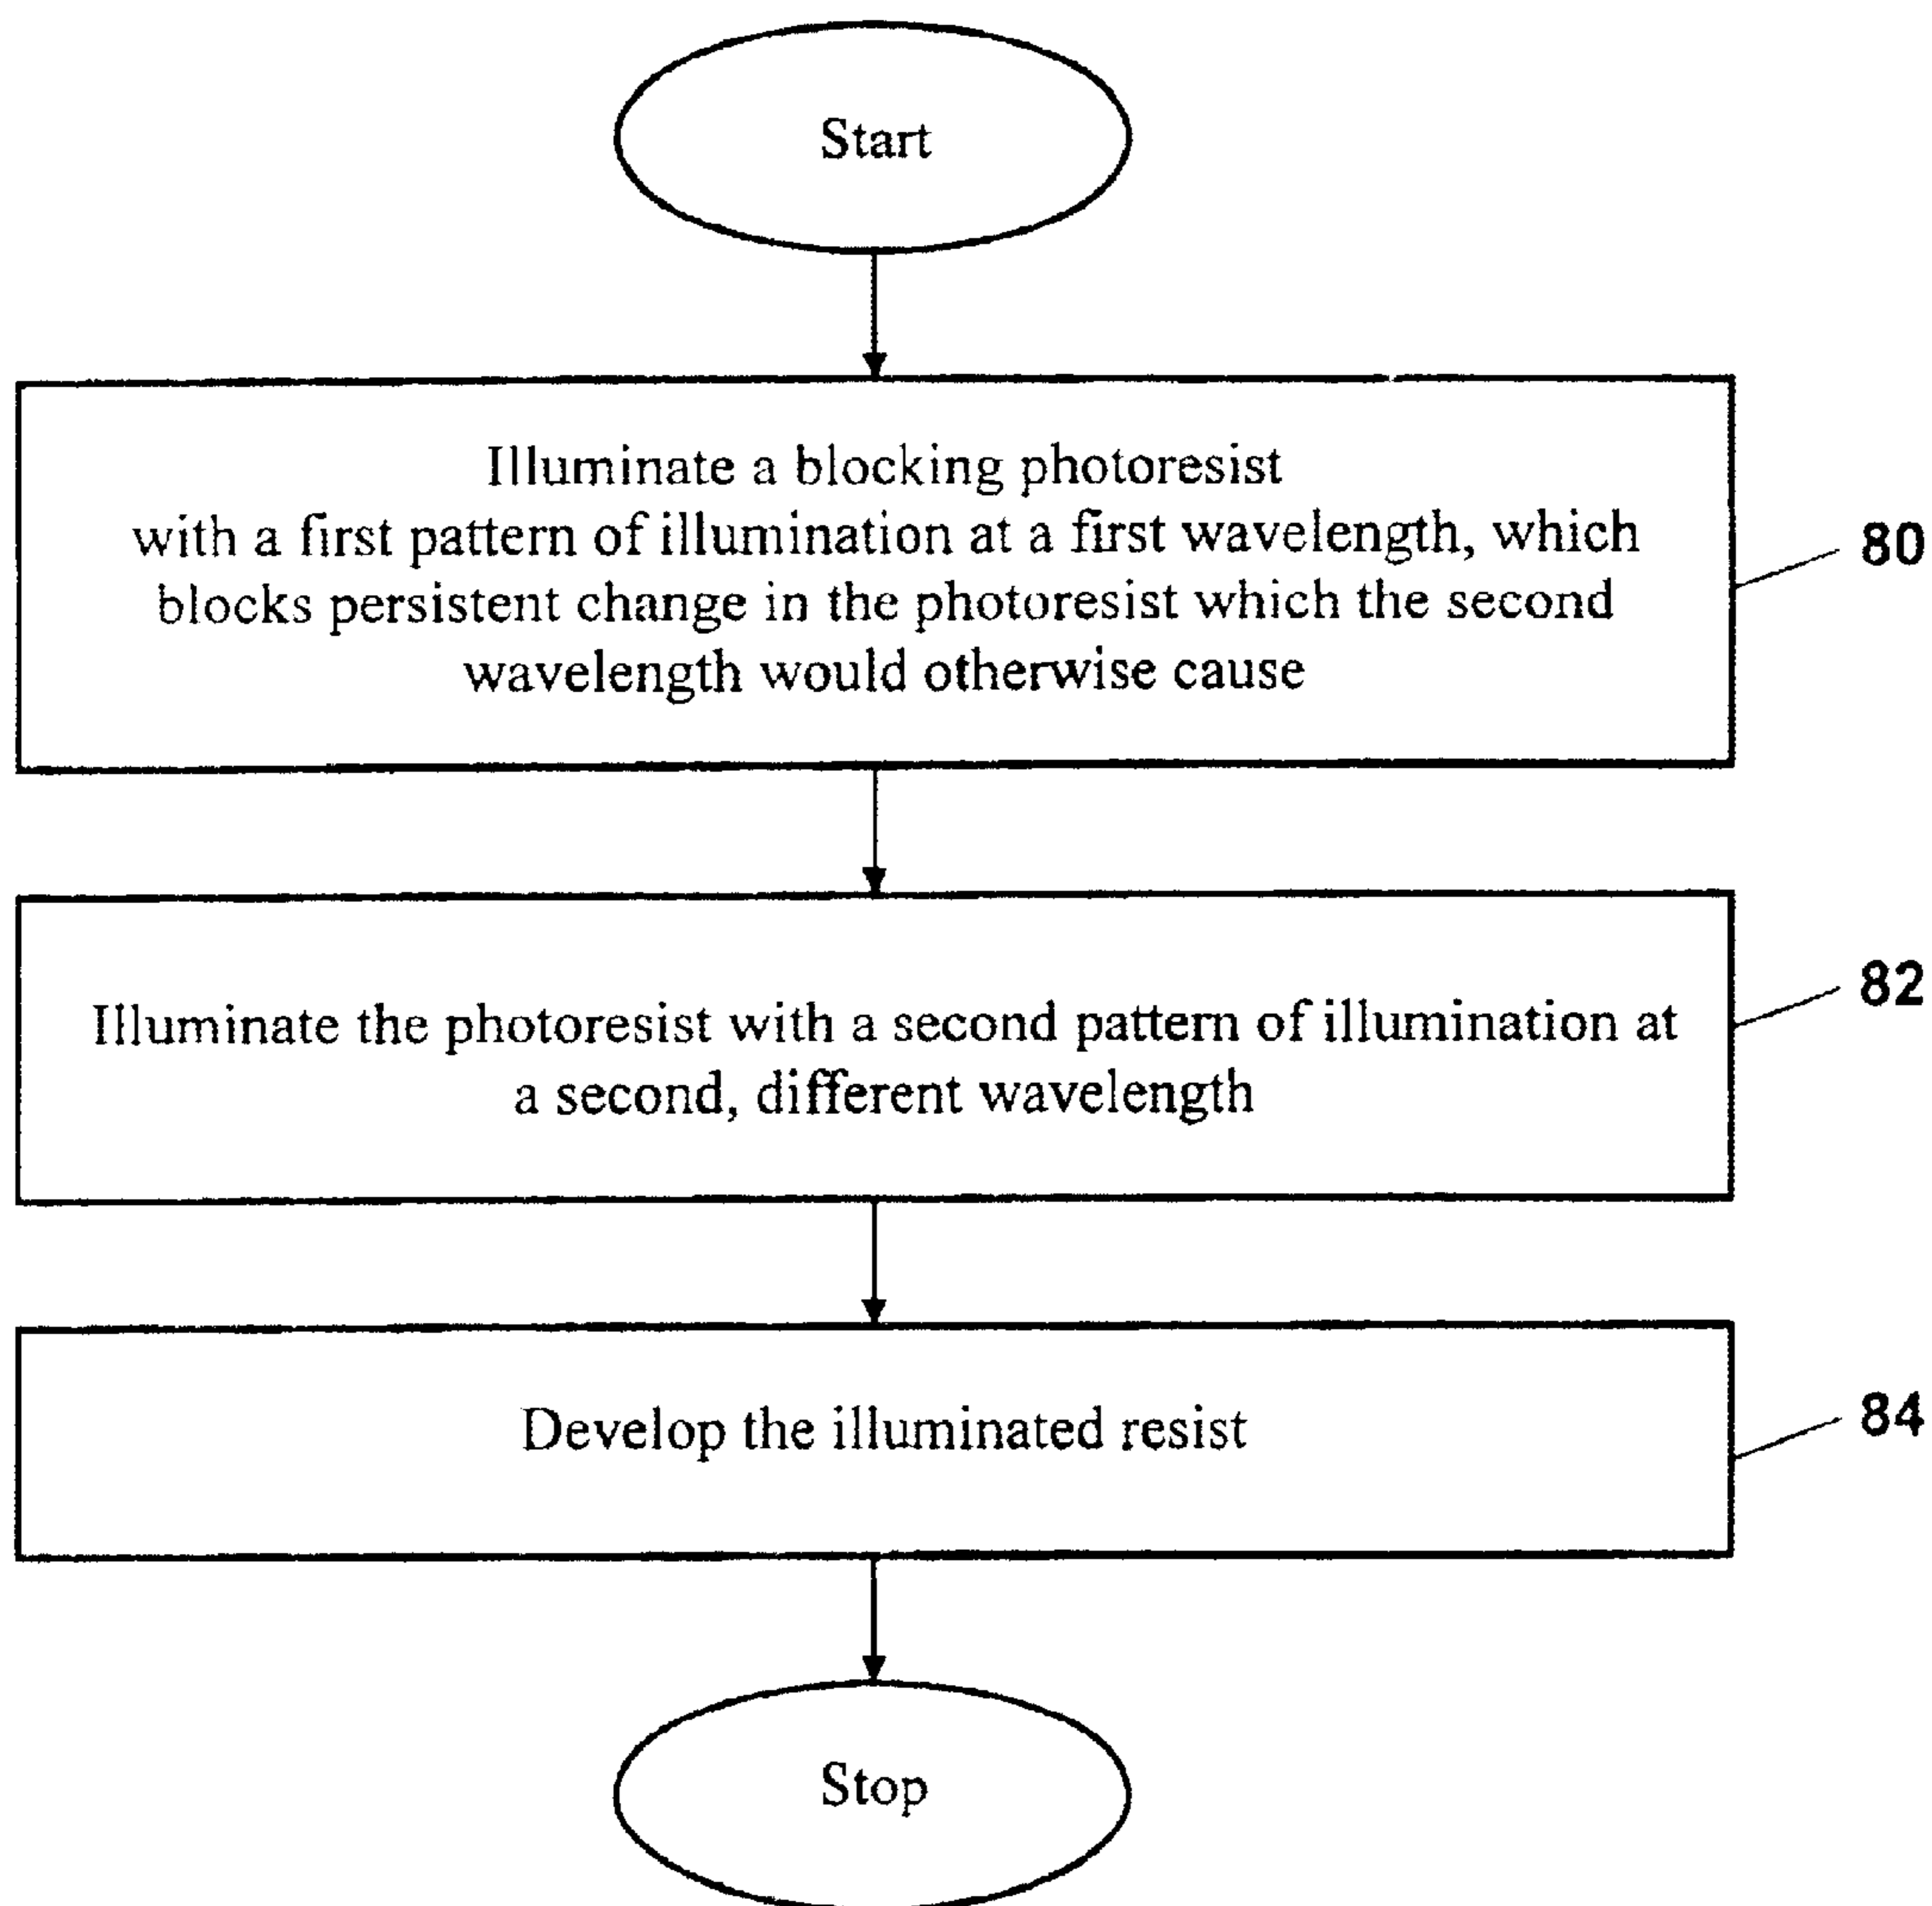 Start
Illuminate a blocking photoresist
with a first pattern of illumination at a first wavelength, which
blocks persistent change in the photoresist which the second
wavelength would otherwise cause
80
Illuminate the photoresist with a second pattern of illumination at
a second, different wavelength
82
Develop the illuminated resist
84
Stop